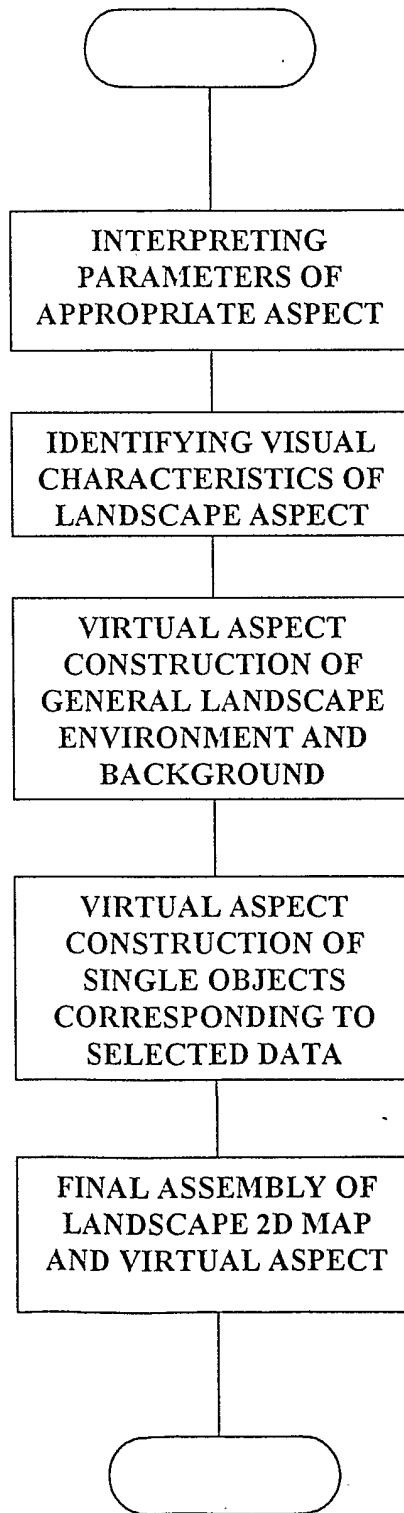 INTERPRETING
PARAMETERS OF
APPROPRIATE ASPECT
IDENTIFYING VISUAL
CHARACTERISTICS OF
LANDSCAPE ASPECT
VIRTUAL ASPECT
CONSTRUCTION OF
GENERAL LANDSCAPE
ENVIRONMENT AND
BACKGROUND
VIRTUAL ASPECT
CONSTRUCTION OF
SINGLE OBJECTS
CORRESPONDING TO
SELECTED DATA
FINAL ASSEMBLY OF
LANDSCAPE 2D MAP
AND VIRTUAL ASPECT